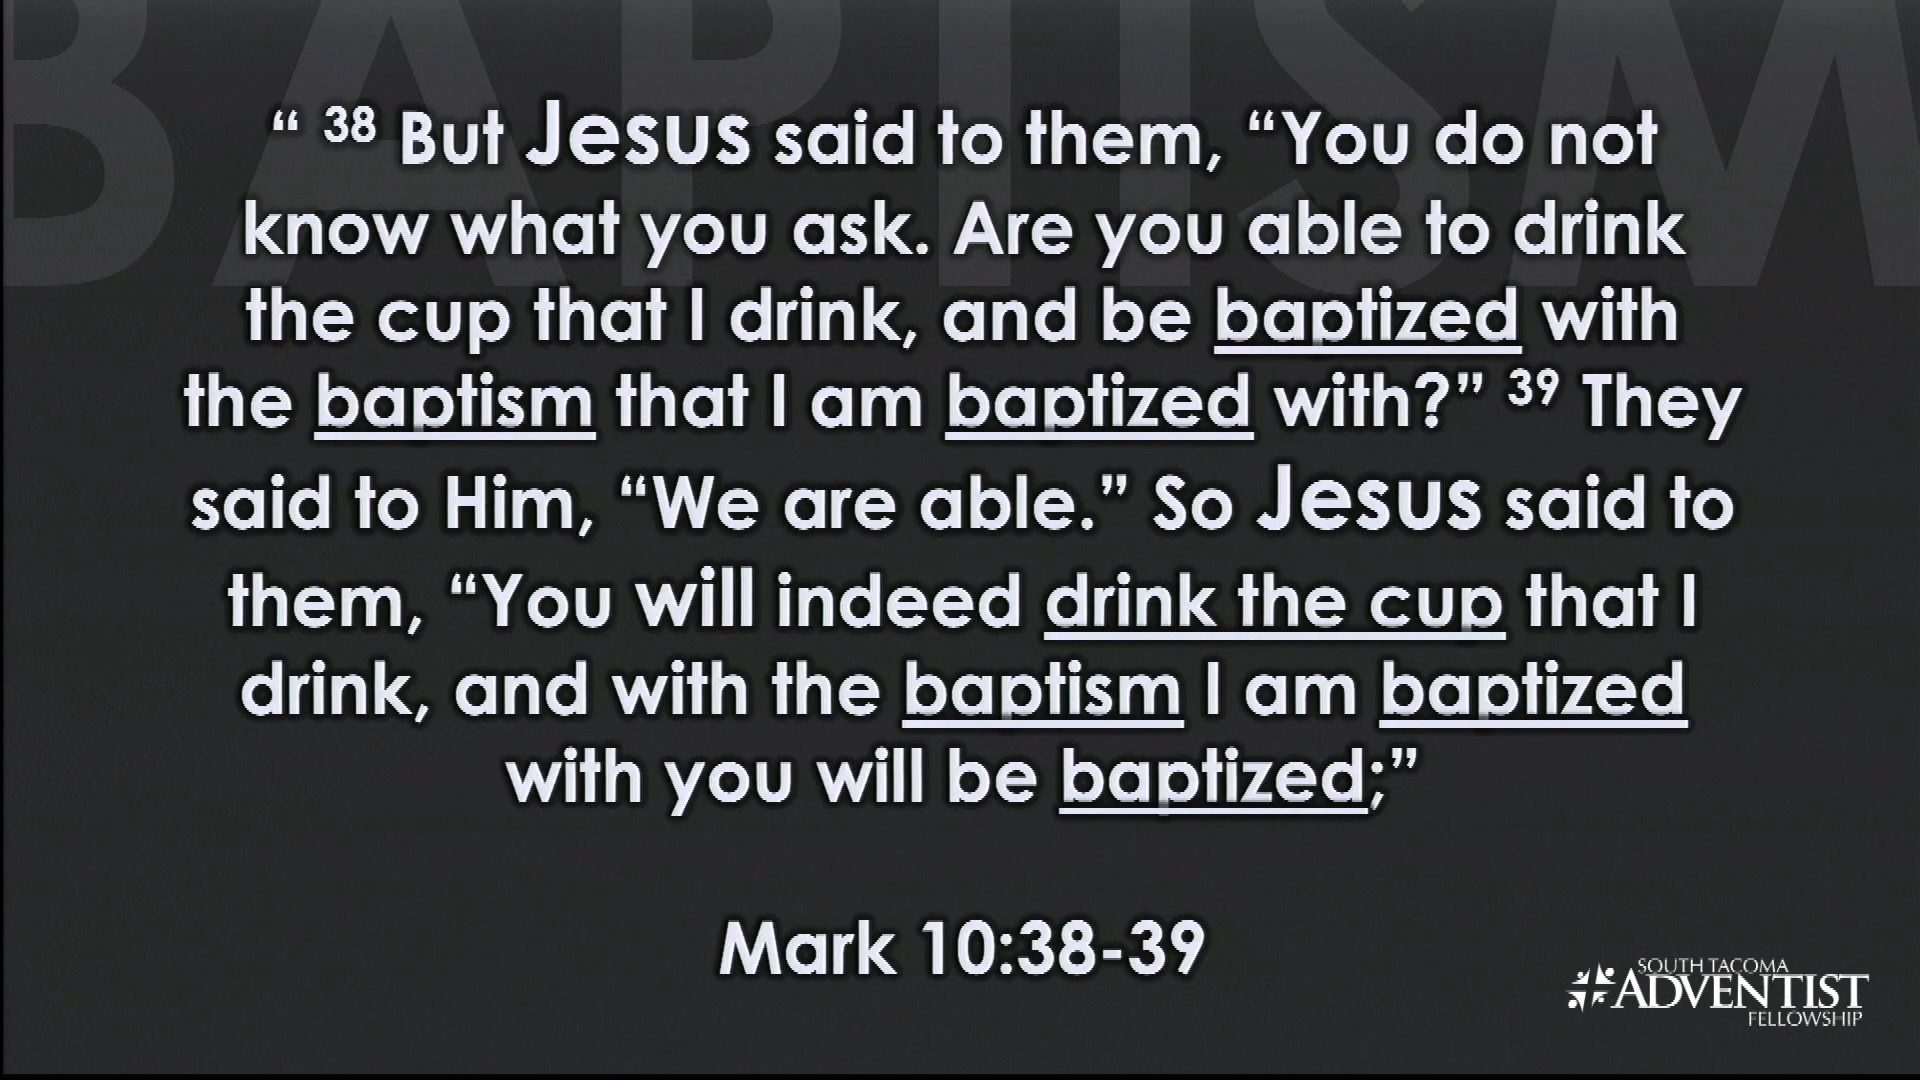 BAPTISM
“ 38 But Jesus said to them, “You do not
know what you ask. Are you able to drink
the cup that I drink, and be baptized with
the baptism that I am baptized with?” 39 They
said to Him, “We are able.” So Jesus said to
them, “You will indeed drink the cup that I
drink, and with the baptism I am baptized
with you will be baptized;”
Mark 10:38-39
SOUTH TACOMA
ADVENTIST
FELLOWSHIP